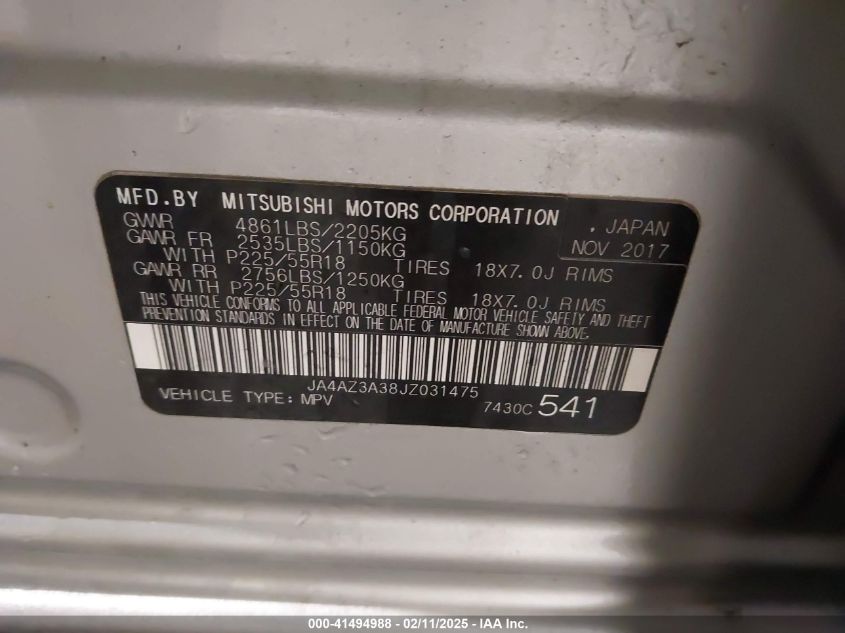 MFD.BY MITSUBISHI MOTORS CORPORATION
GVWR 4861LBS/2205KG
. JAPAN
GAWR FR 2535LBS/1150KG
NOV 2017
WITH P225/55R18 TIRES 18X7.0J RIMS
GAWR RR 2756LBS/1250KG
WITH P225/55R18 TIRES 18X7.0J RIMS
THIS VEHICLE CONFORMS TO ALL APPLICABLE FEDERAL MOTOR VEHICLE SAFETY AND THEFT
PREVENTION STANDARDS IN EFFECT ON THE DATE OF MANUFACTURE SHOWN ABOVE.
JA4AZ3A38JZ031475
VEHICLE TYPE: MPV
7430C 541
000-41494988 - 02/11/2025 - IAA Inc.